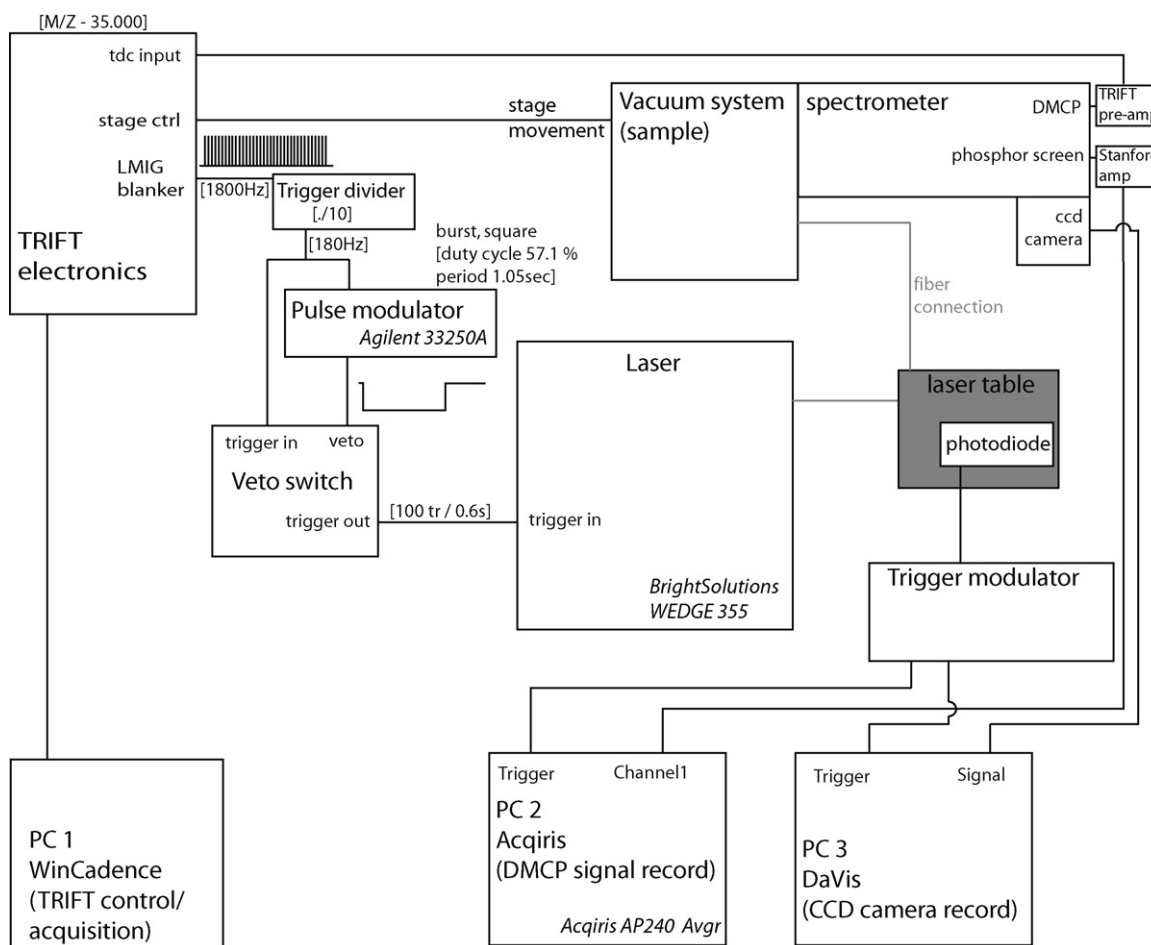 [M/Z - 35.000]
tdc input
stage ctrl
LMIG
blanker
TRIFT
electronics
[1800Hz]
Trigger divider
[./10]
[180Hz]
burst, square
[duty cycle 57.1 %
period 1.05sec]
Pulse modulator
Agilent 33250A
stage
movement
Vacuum system
(sample)
spectrometer
DMCP
TRIFT
pre-amp
phosphor screen
Stanford
amp
ccd
camera
fiber
connection
trigger in
veto
Veto switch
trigger out
[100 tr / 0.6s]
Laser
trigger in
BrightSolutions
WEDGE 355
laser table
photodiode
Trigger modulator
PC 1
WinCadence
(TRIFT control/
acquisition)
Trigger
Channel1
PC 2
Acqiris
(DMCP signal record)
Acqiris AP240 Avgr
Trigger
Signal
PC 3
DaVis
(CCD camera record)